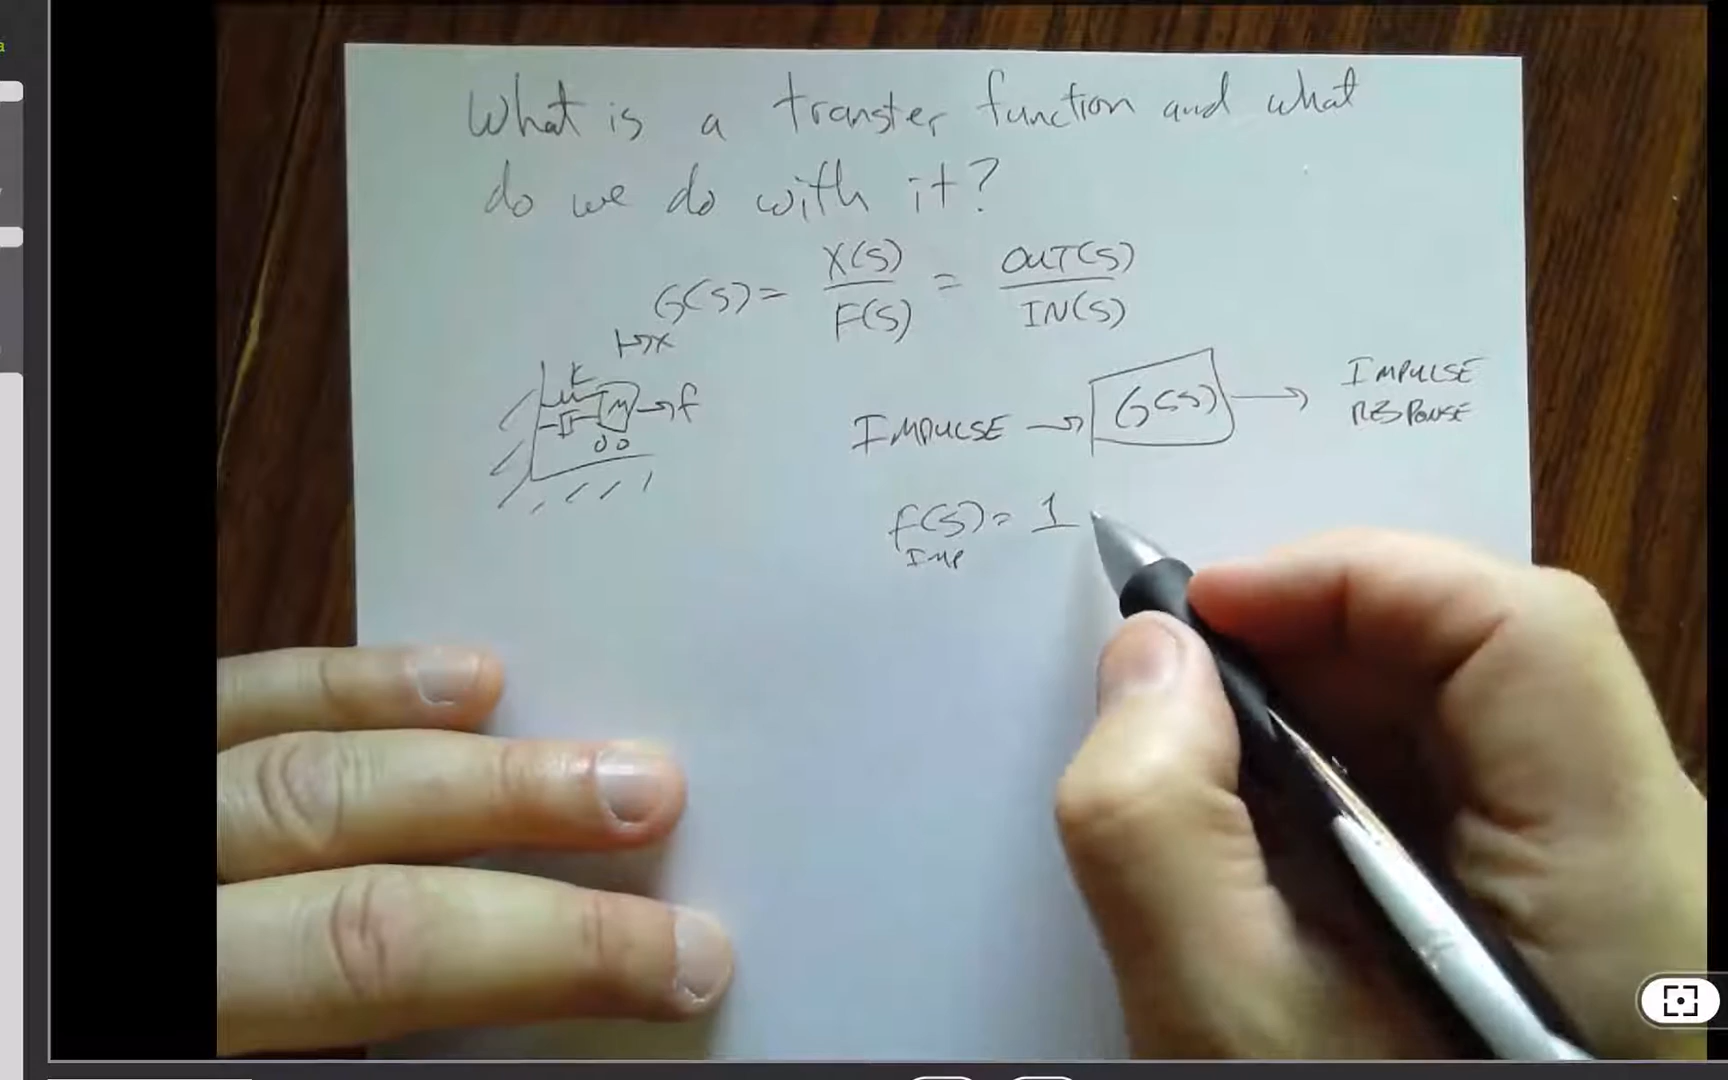 What is a transfer function and what
do we do with it?
G(s) = X(s) / F(s) = OUT(s) / IN(s)
x
k
M → f
IMPULSE → G(s) → IMPULSE
RESPONSE
f(s) = 1
IMP
a